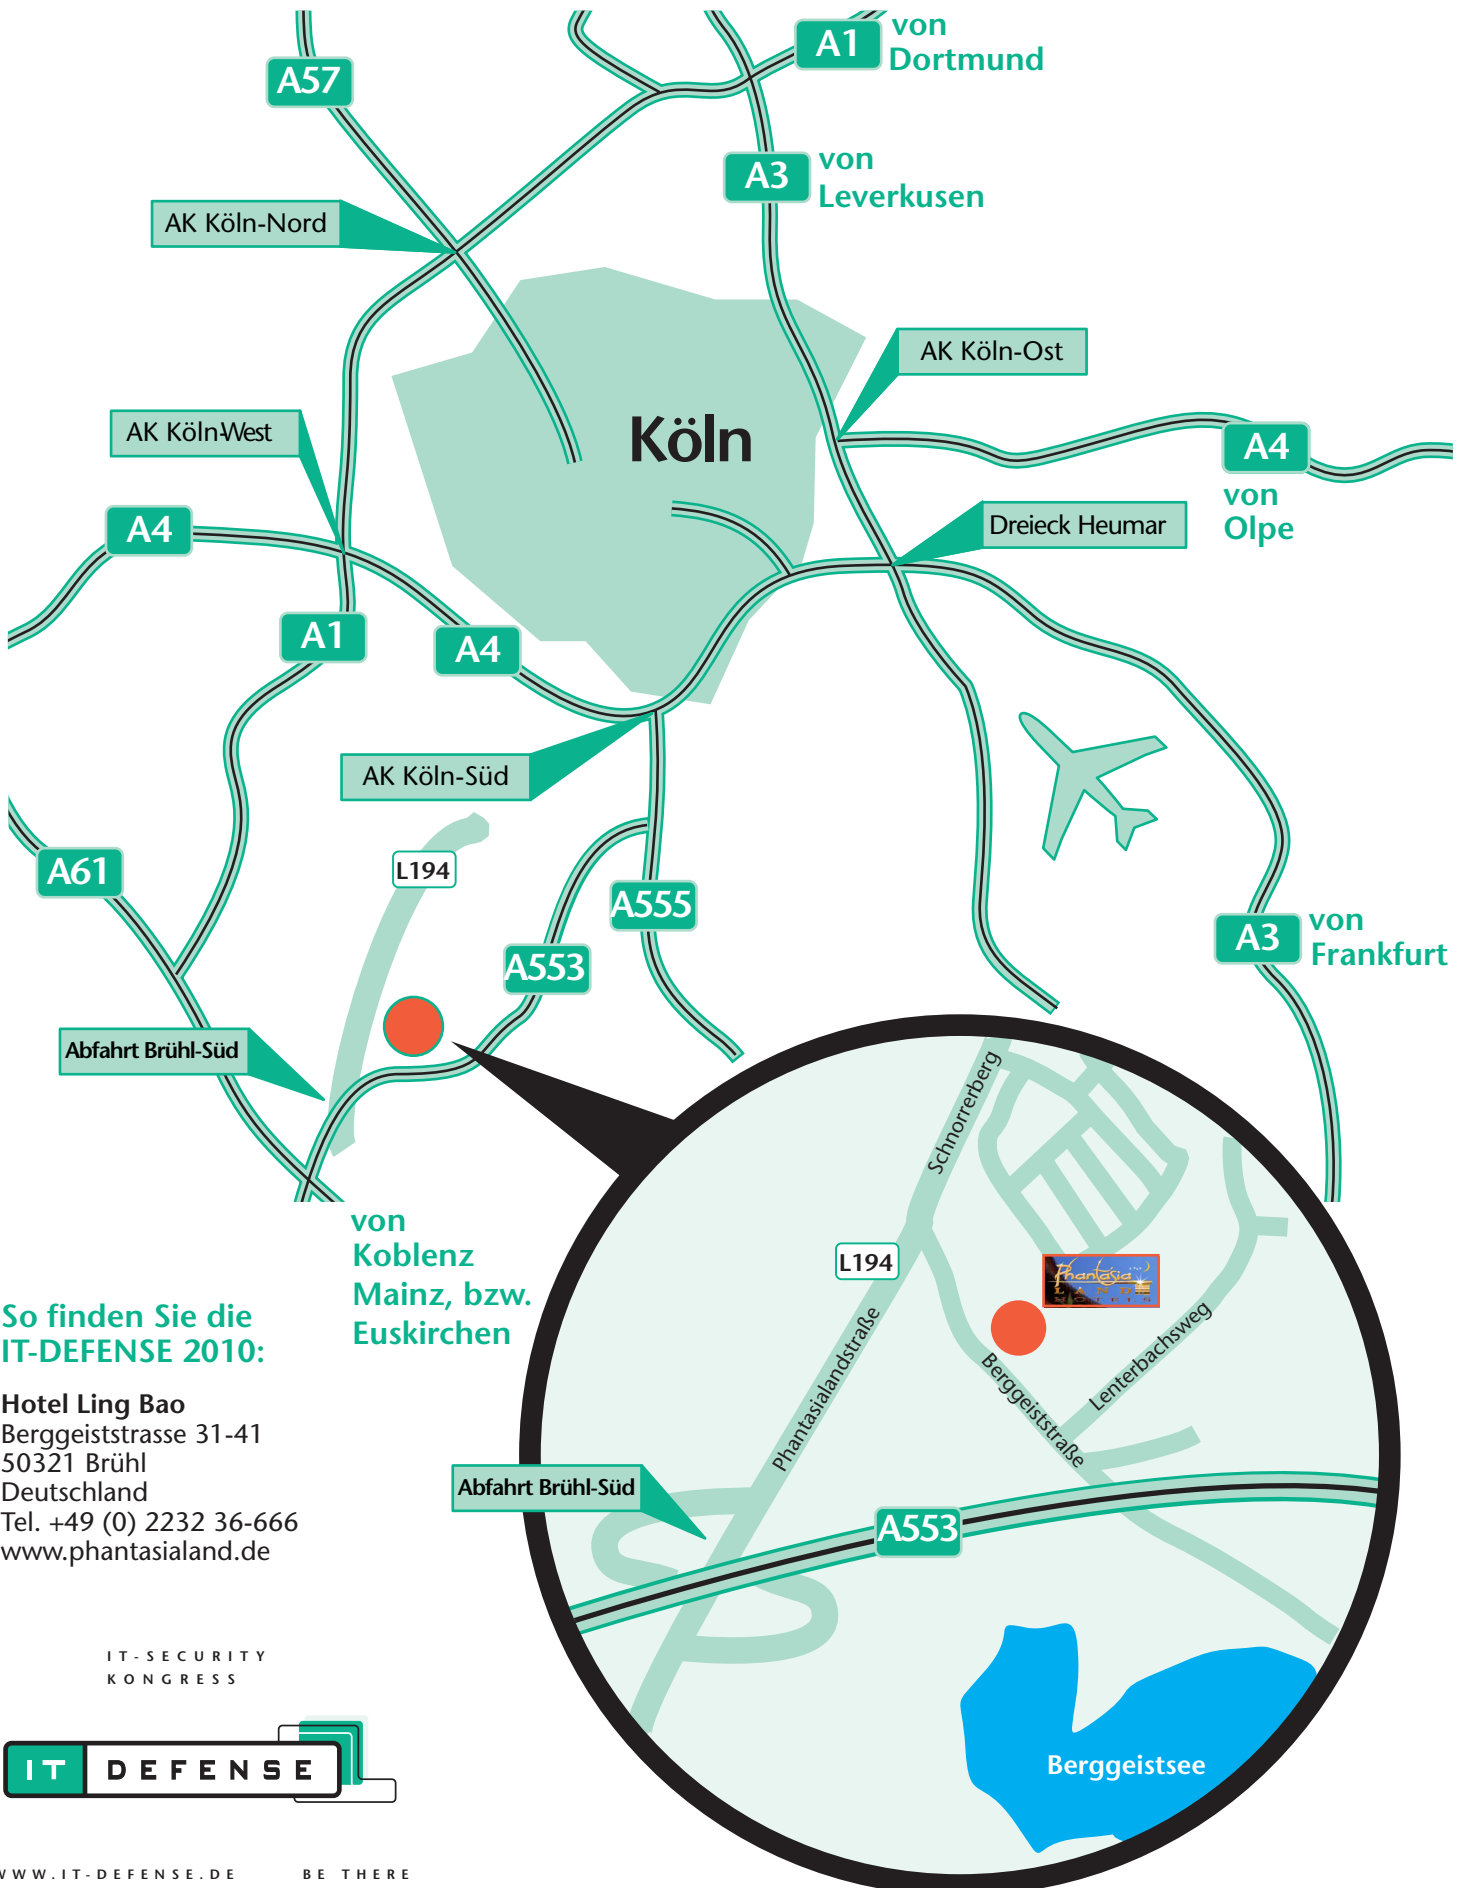 A1
von
Dortmund
A57
A3
von
Leverkusen
AK Köln-Nord
AK Köln-Ost
Köln
AK Köln-West
A4
von
Olpe
A4
Dreieck Heumar
A1
A4
AK Köln-Süd
A61
L194
A555
A3
von
Frankfurt
A553
Abfahrt Brühl-Süd
von
Koblenz
Mainz, bzw.
Euskirchen
Schnorrerberg
L194
Phantasia
LAND
HOTELS
Phantasialandstraße
Berggeiststraße
Lenterbachsweg
Abfahrt Brühl-Süd
A553
Berggeistsee
So finden Sie die
IT-DEFENSE 2010:
Hotel Ling Bao
Berggeiststrasse 31-41
50321 Brühl
Deutschland
Tel. +49 (0) 2232 36-666
www.phantasialand.de
IT-SECURITY
KONGRESS
IT DEFENSE
WWW.IT-DEFENSE.DE BE THERE